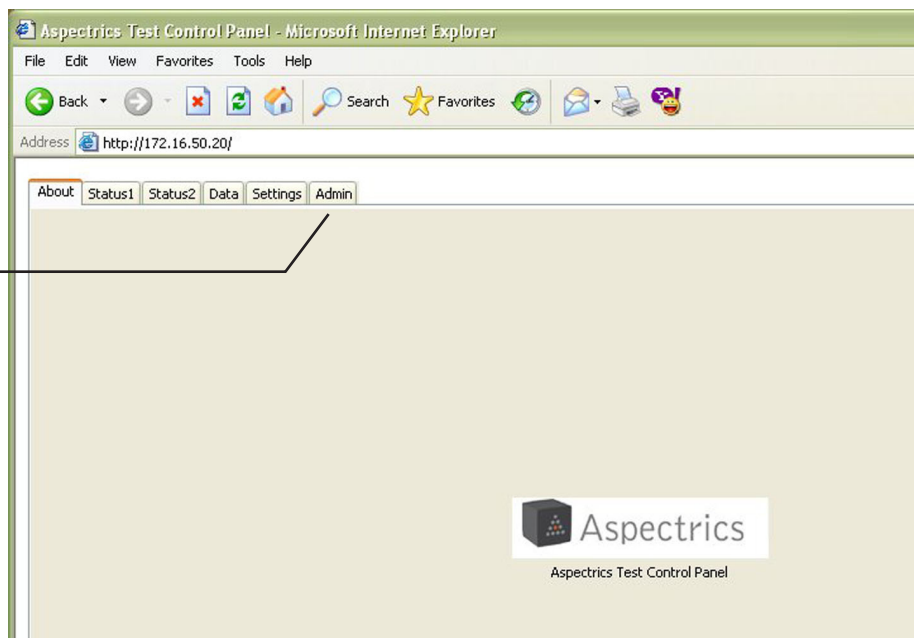 Aspectrics Test Control Panel - Microsoft Internet Explorer
File Edit View Favorites Tools Help
Back Search Favorites
Address http://172.16.50.20/
About Status1 Status2 Data Settings Admin
Aspectrics
Aspectrics Test Control Panel